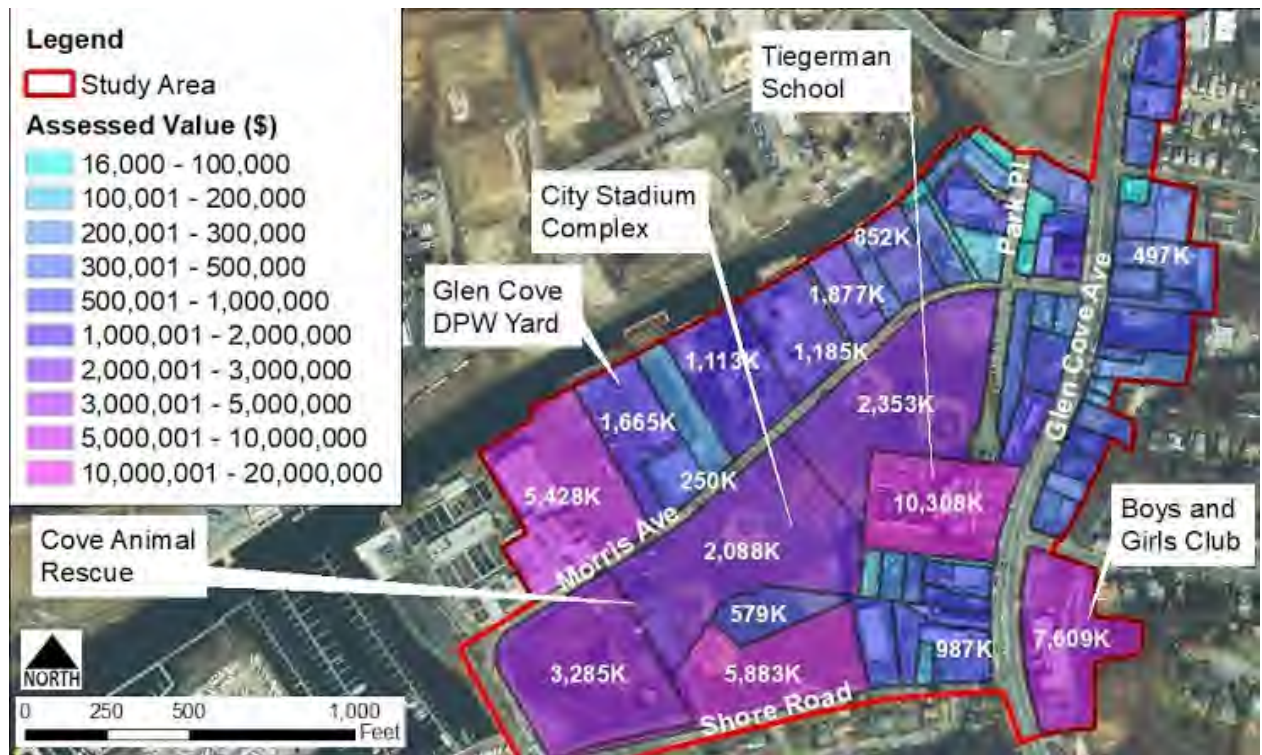 Legend
Study Area
Assessed Value ($)
16,000 - 100,000
100,001 - 200,000
200,001 - 300,000
300,001 - 500,000
500,001 - 1,000,000
1,000,001 - 2,000,000
2,000,001 - 3,000,000
3,000,001 - 5,000,000
5,000,001 - 10,000,000
10,000,001 - 20,000,000
Tiegerman
School
City Stadium
Complex
Glen Cove
DPW Yard
Cove Animal
Rescue
Boys and
Girls Club
Park Pl
Glen Cove Ave
Morris Ave
Shore Road
852K
497K
1,877K
1,185K
1,113K
2,353K
1,665K
250K
5,428K
10,308K
2,088K
579K
987K
7,609K
3,285K
5,883K
NORTH
0 250 500 1,000
Feet